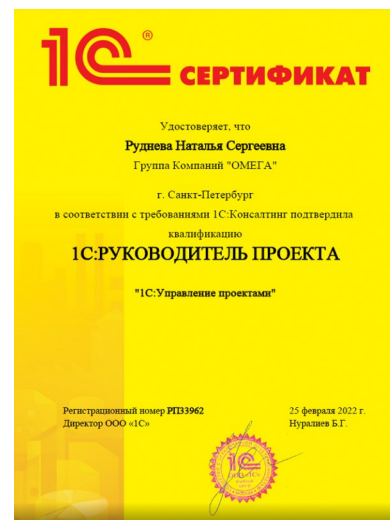 1С®
СЕРТИФИКАТ
Удостоверяет, что
Руднева Наталья Сергеевна
Группа Компаний "ОМЕГА"
г. Санкт-Петербург
в соответствии с требованиями 1С:Консалтинг подтвердила
квалификацию
1С:РУКОВОДИТЕЛЬ ПРОЕКТА
"1С:Управление проектами"
Регистрационный номер РП33962
25 февраля 2022 г.
Директор ООО «1С»
Нуралиев Б.Г.
1С